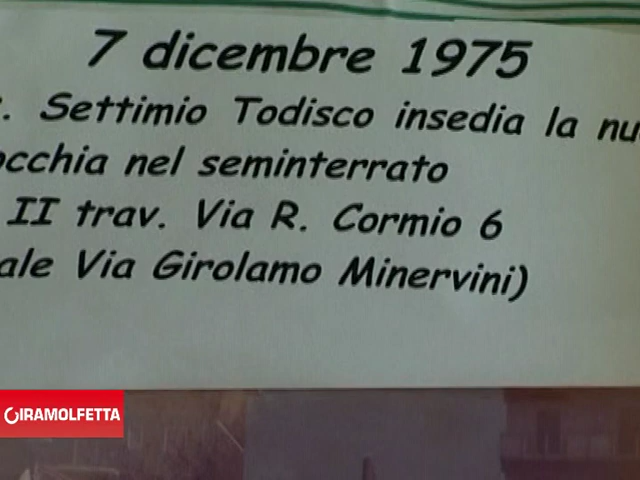 7 dicembre 1975
. Settimio Todisco insedia la nu
occhia nel seminterrato
II trav. Via R. Cormio 6
ale Via Girolamo Minervini)
GIRAMOLFETTA